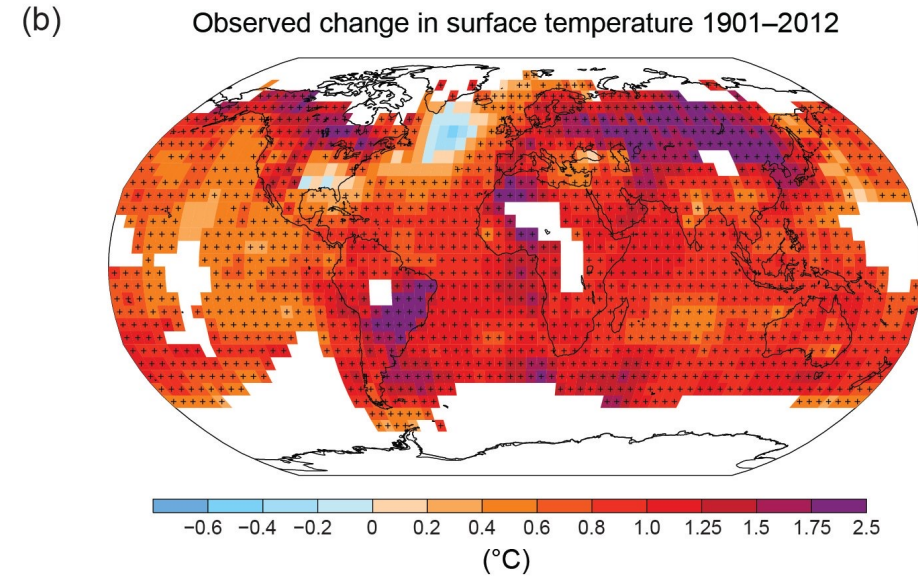 (b)
Observed change in surface temperature 1901–2012
−0.6 −0.4 −0.2 0 0.2 0.4 0.6 0.8 1.0 1.25 1.5 1.75 2.5
(°C)